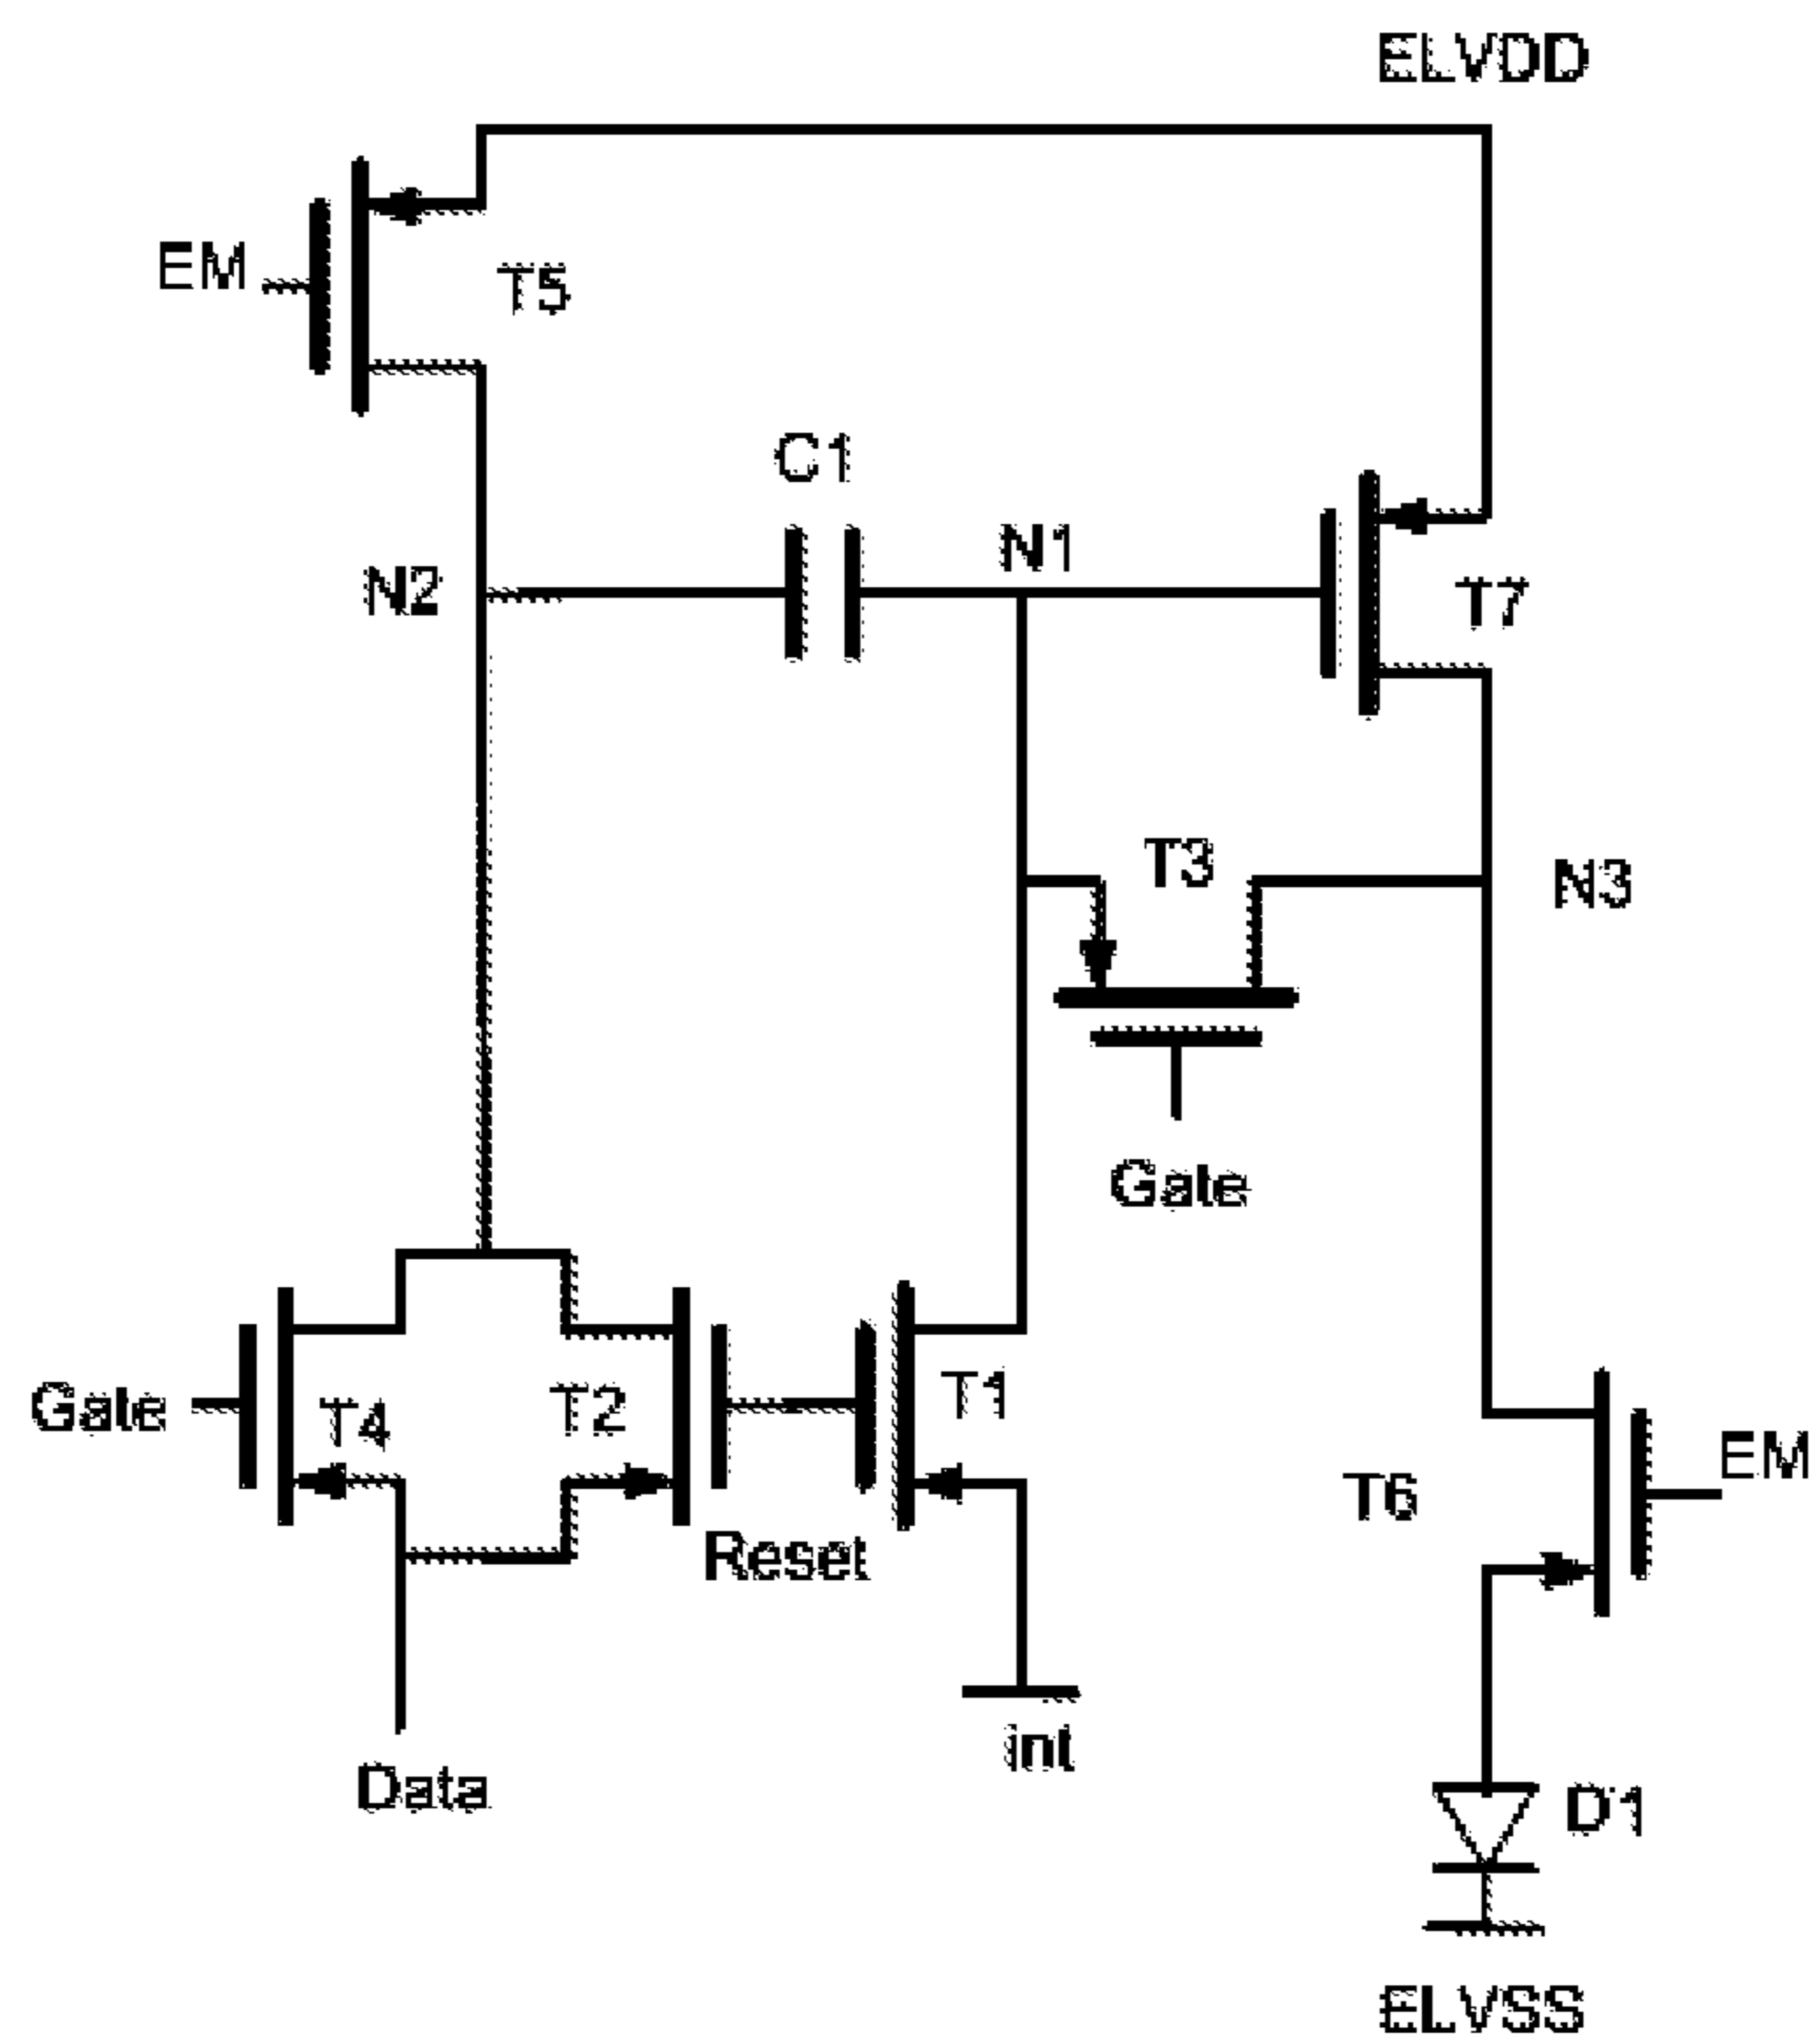 ELVDD
EM
T5
C1
N1
N2
T7
T3
N3
Gate
Gate
T4
T2
T1
EM
T6
Reset
int
Data
D1
ELVSS